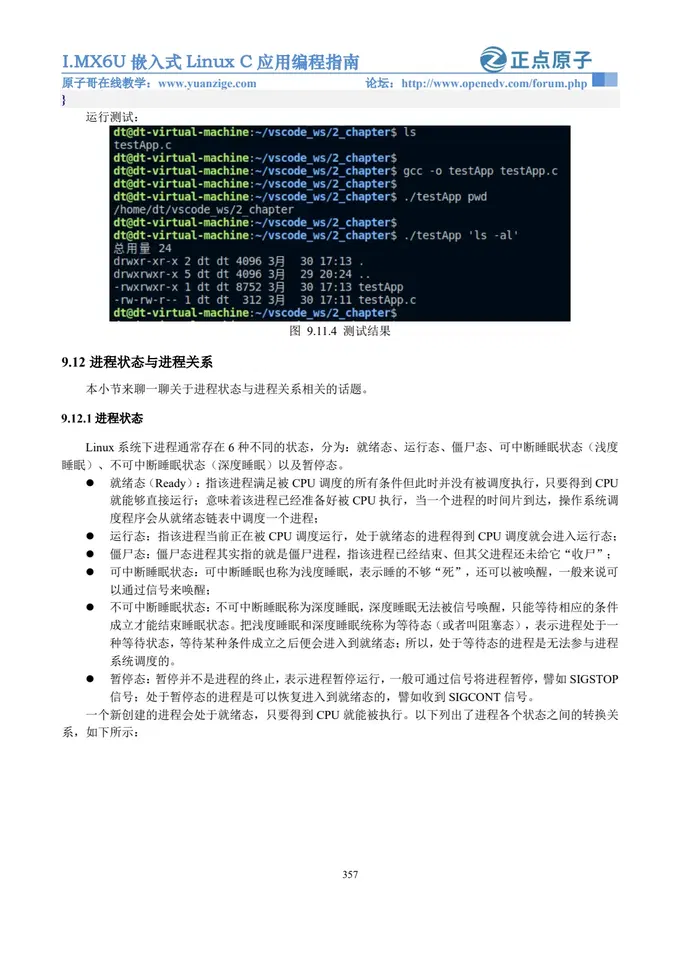 I.MX6U 嵌入式 Linux C 应用编程指南
正点原子
原子哥在线教学：www.yuanzige.com 论坛：http://www.openedv.com/forum.php
}
运行测试：
dt@dt-virtual-machine:~/vscode_ws/2_chapter$ ls
testApp.c
dt@dt-virtual-machine:~/vscode_ws/2_chapter$
dt@dt-virtual-machine:~/vscode_ws/2_chapter$ gcc -o testApp testApp.c
dt@dt-virtual-machine:~/vscode_ws/2_chapter$
dt@dt-virtual-machine:~/vscode_ws/2_chapter$ ./testApp pwd
/home/dt/vscode_ws/2_chapter
dt@dt-virtual-machine:~/vscode_ws/2_chapter$
dt@dt-virtual-machine:~/vscode_ws/2_chapter$ ./testApp 'ls -al'
总用量 24
drwxr-xr-x 2 dt dt 4096 3月 30 17:13 .
drwxrwxr-x 5 dt dt 4096 3月 29 20:24 ..
-rwxrwxr-x 1 dt dt 8752 3月 30 17:13 testApp
-rw-rw-r-- 1 dt dt 312 3月 30 17:11 testApp.c
dt@dt-virtual-machine:~/vscode_ws/2_chapter$
图 9.11.4 测试结果
9.12 进程状态与进程关系
本小节来聊一聊关于进程状态与进程关系相关的话题。
9.12.1 进程状态
Linux 系统下进程通常存在 6 种不同的状态，分为：就绪态、运行态、僵尸态、可中断睡眠状态（浅度
睡眠）、不可中断睡眠状态（深度睡眠）以及暂停态。
● 就绪态（Ready）：指该进程满足被 CPU 调度的所有条件但此时并没有被调度执行，只要得到 CPU
就能够直接运行；意味着该进程已经准备好被 CPU 执行，当一个进程的时间片到达，操作系统调
度程序会从就绪态链表中调度一个进程；
● 运行态：指该进程当前正在被 CPU 调度运行，处于就绪态的进程得到 CPU 调度就会进入运行态；
● 僵尸态：僵尸态进程其实指的就是僵尸进程，指该进程已经结束、但其父进程还未给它“收尸”；
● 可中断睡眠状态：可中断睡眠也称为浅度睡眠，表示睡的不够“死”，还可以被唤醒，一般来说可
以通过信号来唤醒；
● 不可中断睡眠状态：不可中断睡眠称为深度睡眠，深度睡眠无法被信号唤醒，只能等待相应的条件
成立才能结束睡眠状态。把浅度睡眠和深度睡眠统称为等待态（或者叫阻塞态），表示进程处于一
种等待状态，等待某种条件成立之后便会进入到就绪态；所以，处于等待态的进程是无法参与进程
系统调度的。
● 暂停态：暂停并不是进程的终止，表示进程暂停运行，一般可通过信号将进程暂停，譬如 SIGSTOP
信号；处于暂停态的进程是可以恢复进入到就绪态的，譬如收到 SIGCONT 信号。
一个新创建的进程会处于就绪态，只要得到 CPU 就能被执行。以下列出了进程各个状态之间的转换关
系，如下所示：
357